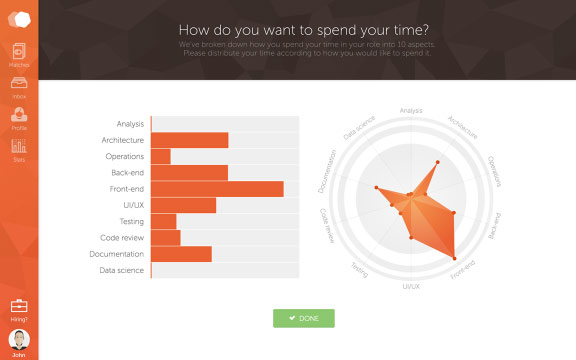 How do you want to spend your time?
We've broken down how you spend your time in your role into 10 aspects.
Please distribute your time according to how you would like to spend it.
Matches
Inbox
Profile
Stats
Hiring?
John
Analysis
Architecture
Operations
Back-end
Front-end
UI/UX
Testing
Code review
Documentation
Data science
Analysis
Architecture
Operations
Back-end
Front-end
UI/UX
Testing
Code review
Documentation
Data science
DONE